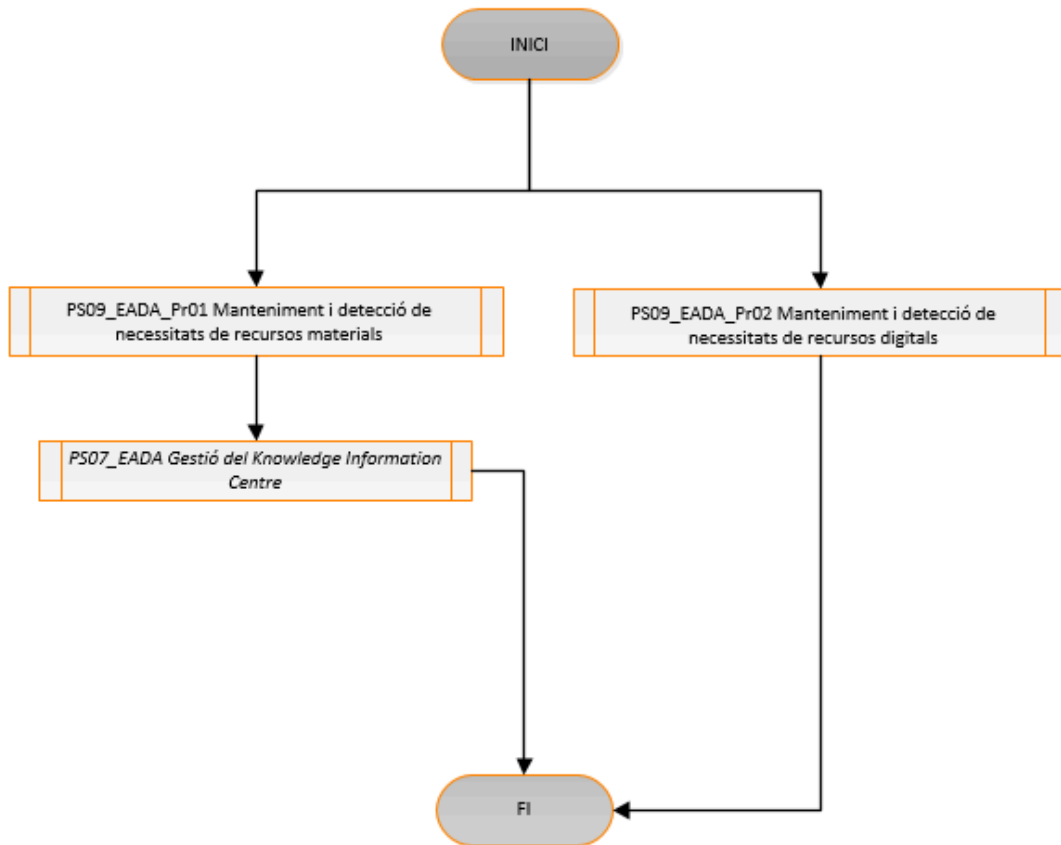 INICI
PS09_EADA_Pr01 Manteniment i detecció de
necessitats de recursos materials
PS09_EADA_Pr02 Manteniment i detecció de
necessitats de recursos digitals
PS07_EADA Gestió del Knowledge Information
Centre
FI